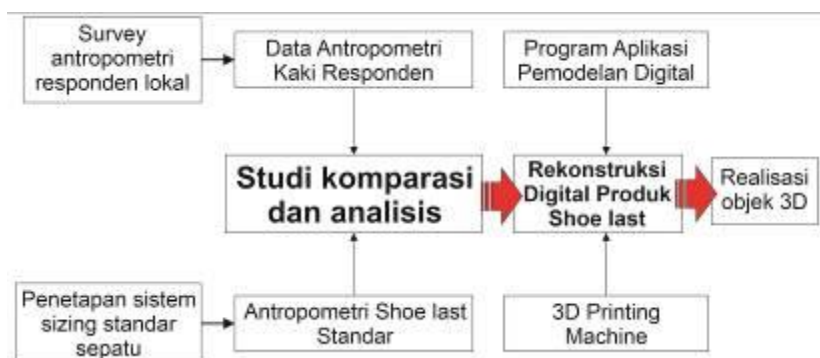 Survey
antropometri
responden lokal
Data Antropometri
Kaki Responden
Program Aplikasi
Pemodelan Digital
Studi komparasi
dan analisis
Rekonstruksi
Digital Produk
Shoe last
Realisasi
objek 3D
Penetapan sistem
sizing standar
sepatu
Antropometri Shoe last
Standar
3D Printing
Machine